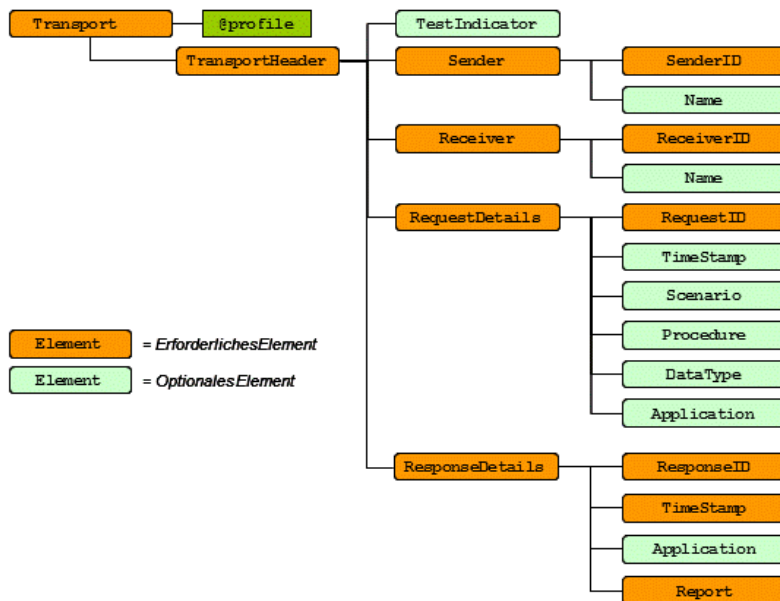 Transport
@profile
TestIndicator
TransportHeader
Sender
SenderID
Name
Receiver
ReceiverID
Name
RequestDetails
RequestID
TimeStamp
Scenario
Procedure
DataType
Application
Element = ErforderlichesElement
Element = OptionalesElement
ResponseDetails
ResponseID
TimeStamp
Application
Report